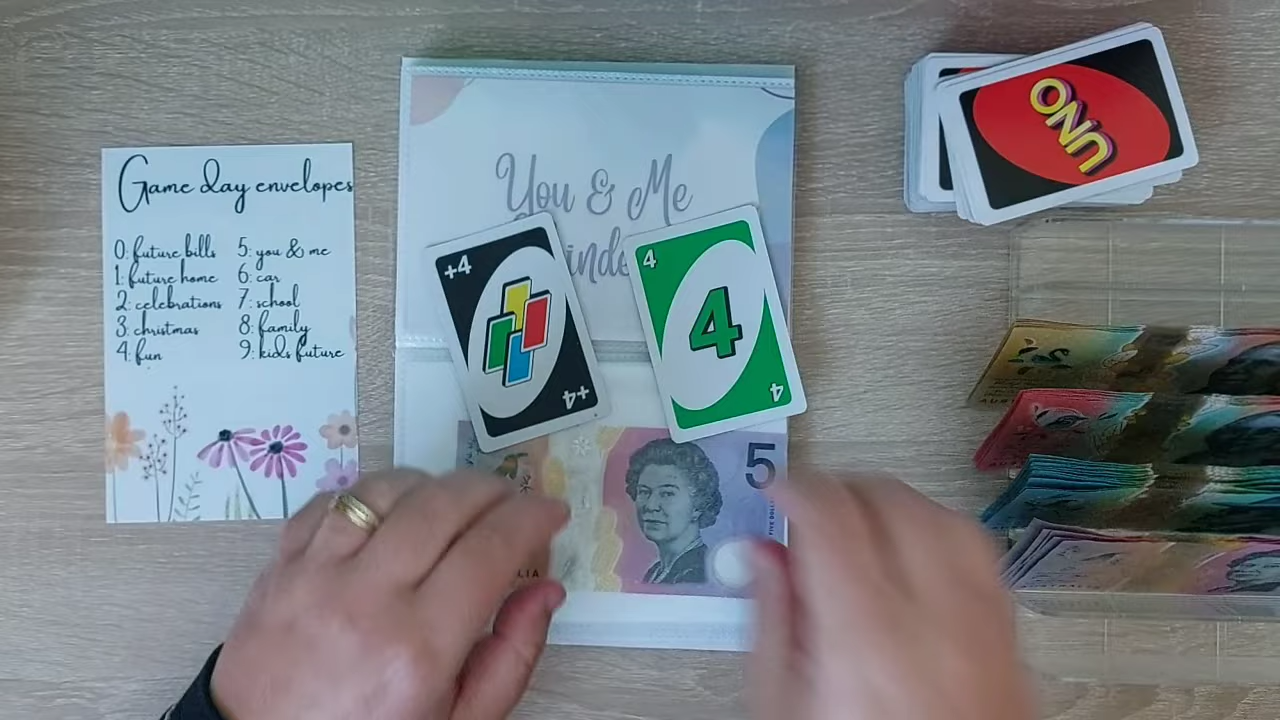 Game day envelopes
0: future bills
1: future home
2: celebrations
3: christmas
4: fun
5: you & me
6: car
7: school
8: family
9: kids future
You & Me
+4
+4
4
4
4
5
UNO